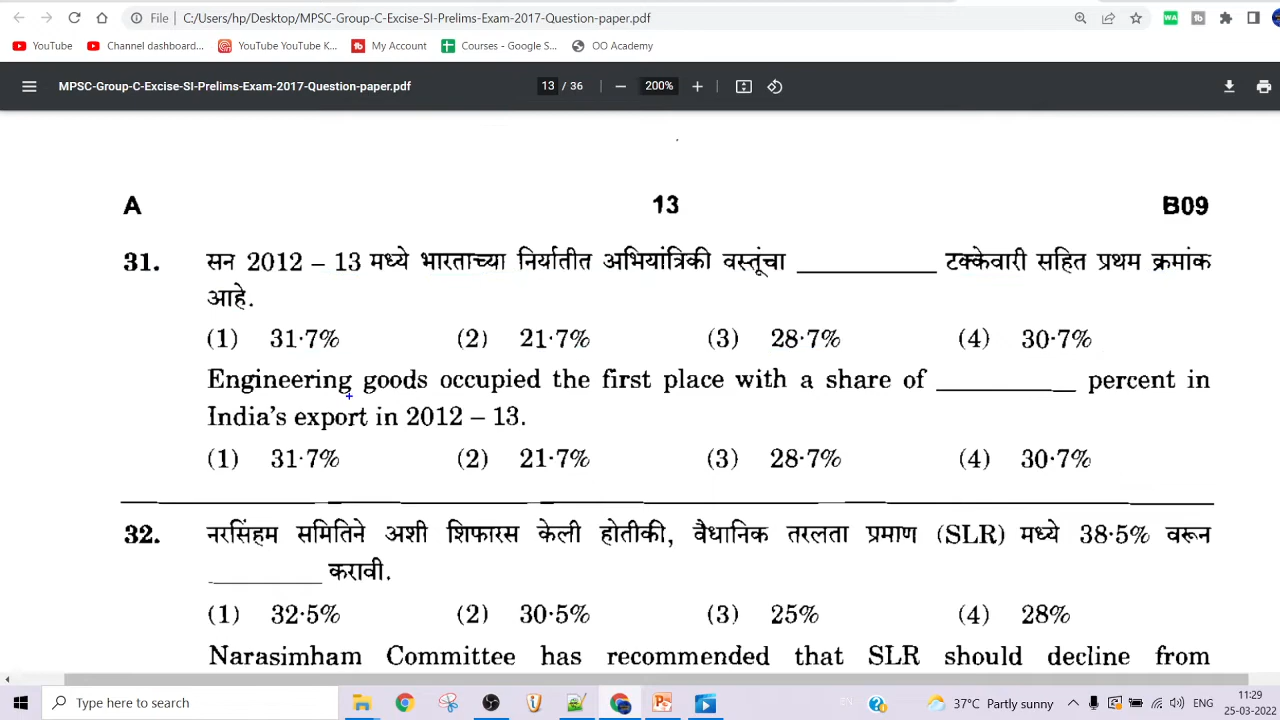 File | C:/Users/hp/Desktop/MPSC-Group-C-Excise-SI-Prelims-Exam-2017-Question-paper.pdf
YouTube Channel dashboard... YouTube YouTube K... My Account Courses - Google S... OO Academy
MPSC-Group-C-Excise-SI-Prelims-Exam-2017-Question-paper.pdf 13 / 36 200%
A 13 B09
31. सन 2012 – 13 मध्ये भारताच्या निर्यातीत अभियांत्रिकी वस्तूंचा __________ टक्केवारी सहित प्रथम क्रमांक
आहे.
(1) 31·7% (2) 21·7% (3) 28·7% (4) 30·7%
Engineering goods occupied the first place with a share of __________ percent in
India's export in 2012 – 13.
(1) 31·7% (2) 21·7% (3) 28·7% (4) 30·7%
32. नरसिंहम समितिने अशी शिफारस केली होतीकी, वैधानिक तरलता प्रमाण (SLR) मध्ये 38·5% वरून
________ करावी.
(1) 32·5% (2) 30·5% (3) 25% (4) 28%
Narasimham Committee has recommended that SLR should decline from
Type here to search 37°C Partly sunny ENG 11:29
25-03-2022